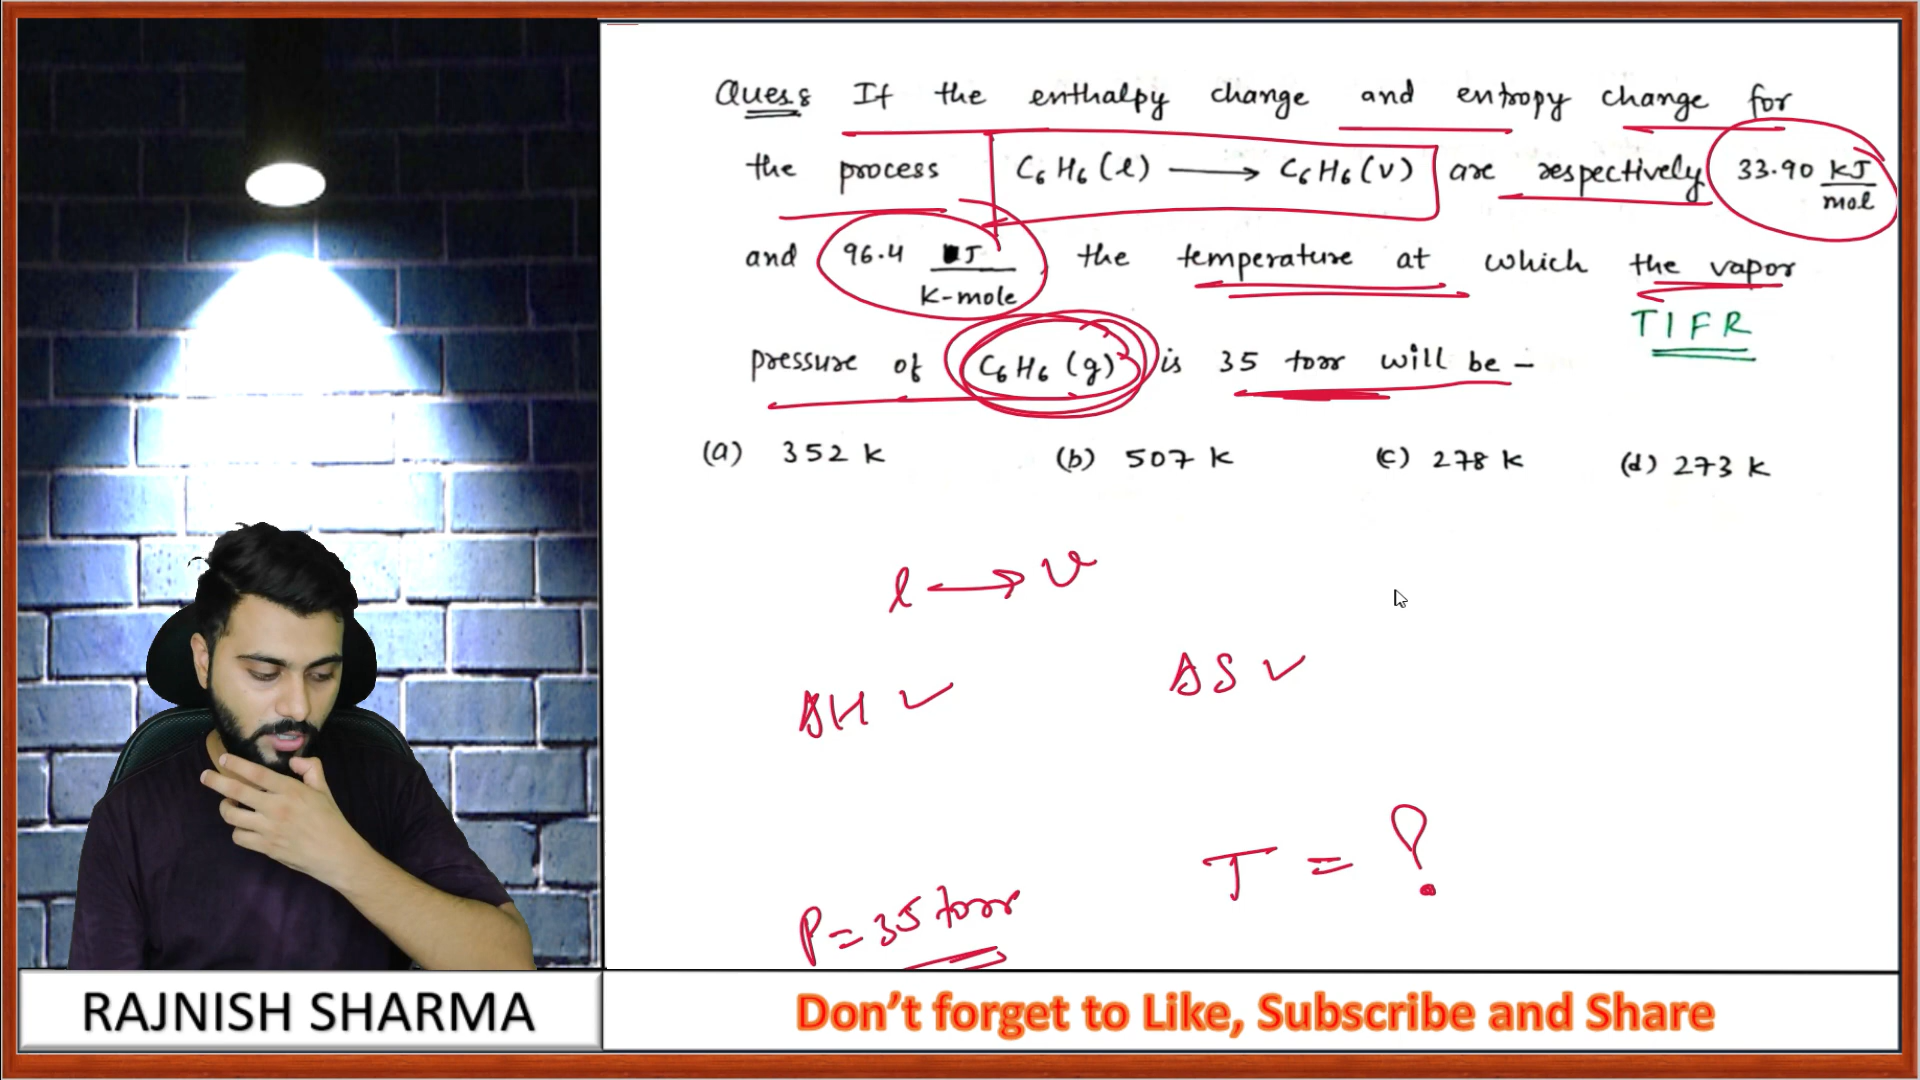 Ques: If the enthalpy change and entropy change for
the process C₆H₆(l) ⟶ C₆H₆(v) are respectively 33.90 kJ/mol
and 96.4 J/K-mole, the temperature at which the vapor
pressure of C₆H₆(g) is 35 torr will be –
TIFR
(a) 352 K (b) 507 K (c) 278 K (d) 273 K
l ⟶ v
ΔH ✓ ΔS ✓
T = ?
P = 35 torr
RAJNISH SHARMA
Don't forget to Like, Subscribe and Share